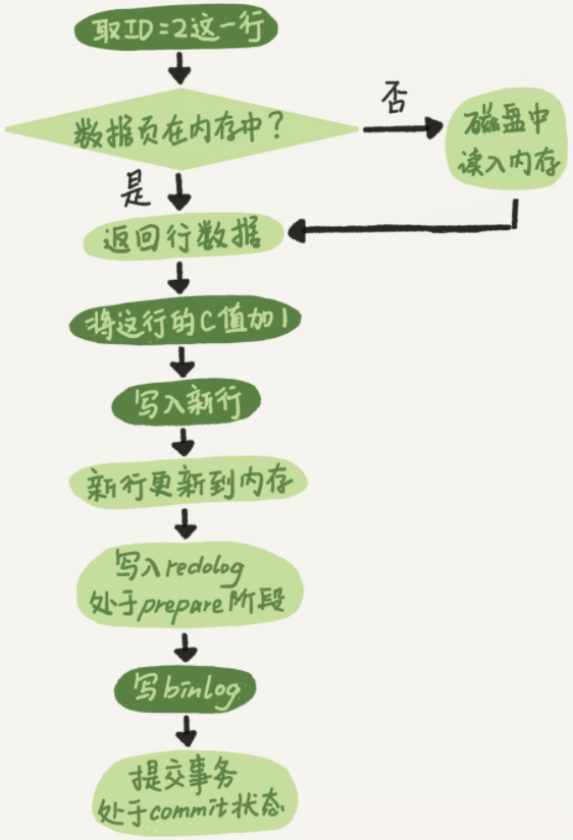 取ID=2这一行
数据页在内存中？
否
磁盘中
读入内存
是
返回行数据
将这行的C值加1
写入新行
新行更新到内存
写入redolog
处于prepare阶段
写binlog
提交事务
处于commit状态